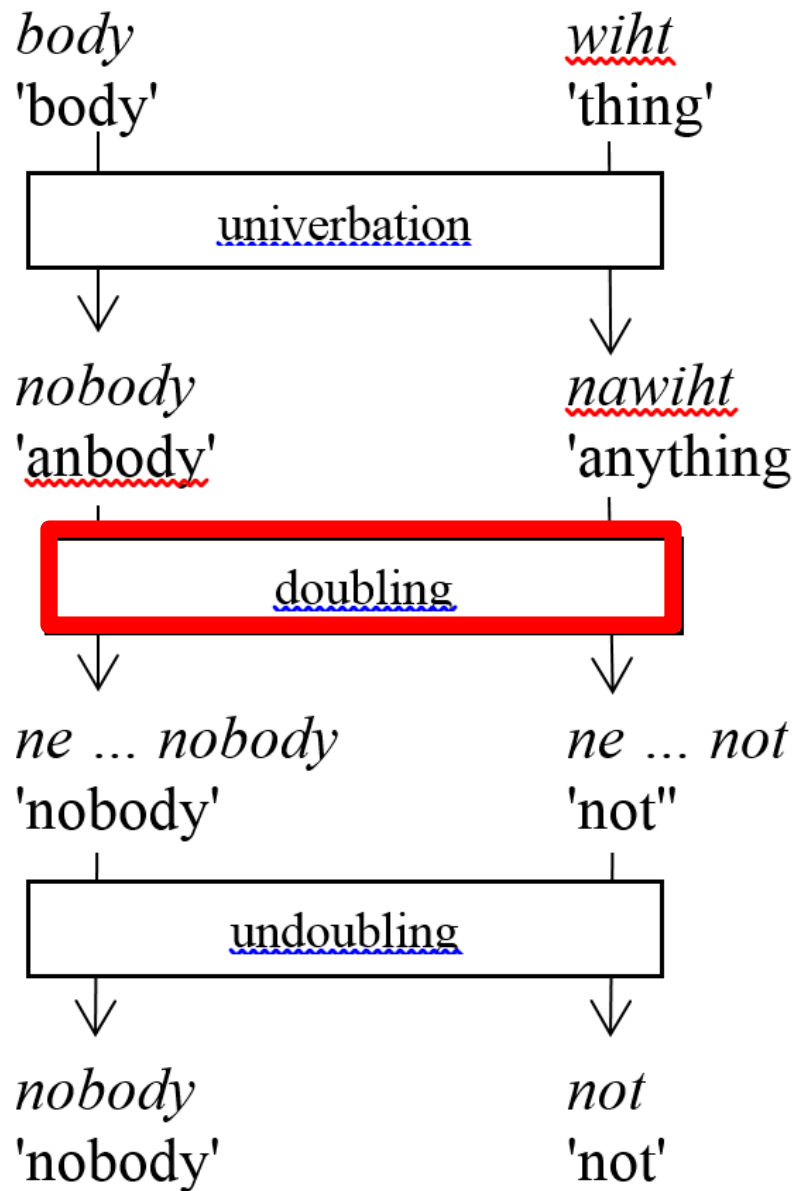 body wiht
'body' 'thing'
univerbation
nobody nawiht
'anbody' 'anything
doubling
ne ... nobody ne ... not
'nobody' 'not''
undoubling
nobody not
'nobody' 'not'